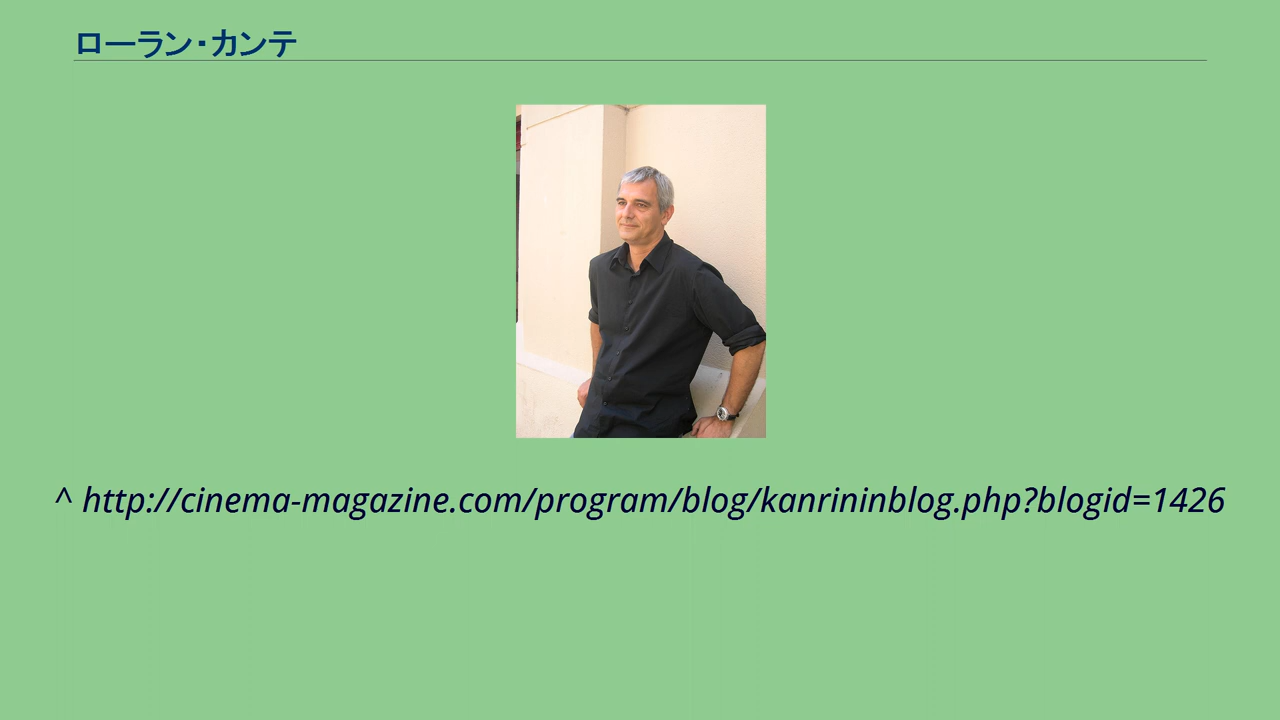 ローラン・カンテ
^ http://cinema-magazine.com/program/blog/kanrininblog.php?blogid=1426